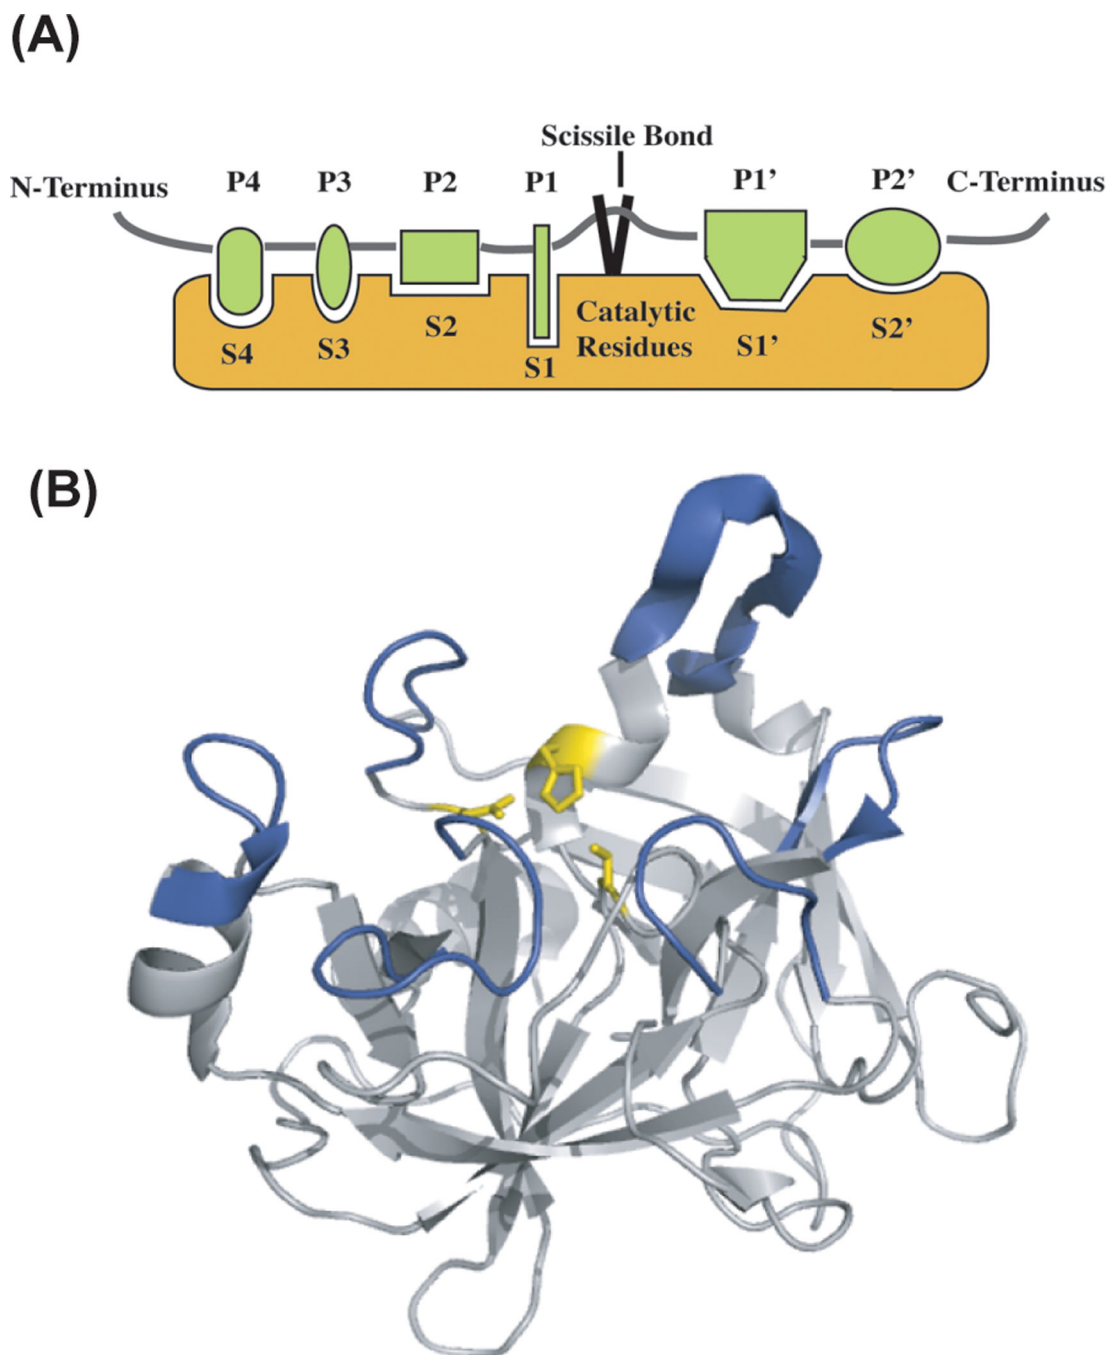 (A)
Scissile Bond
N-Terminus P4 P3 P2 P1 P1’ P2’ C-Terminus
S4 S3 S2 S1 Catalytic Residues S1’ S2’
(B)